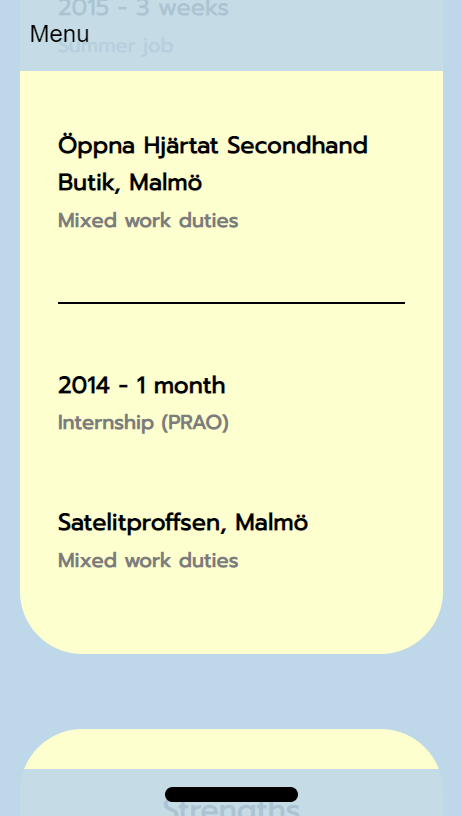 2015 - 3 weeks
Menu
Summer job
Öppna Hjärtat Secondhand
Butik, Malmö
Mixed work duties
2014 - 1 month
Internship (PRAO)
Satelitproffsen, Malmö
Mixed work duties
Strengths